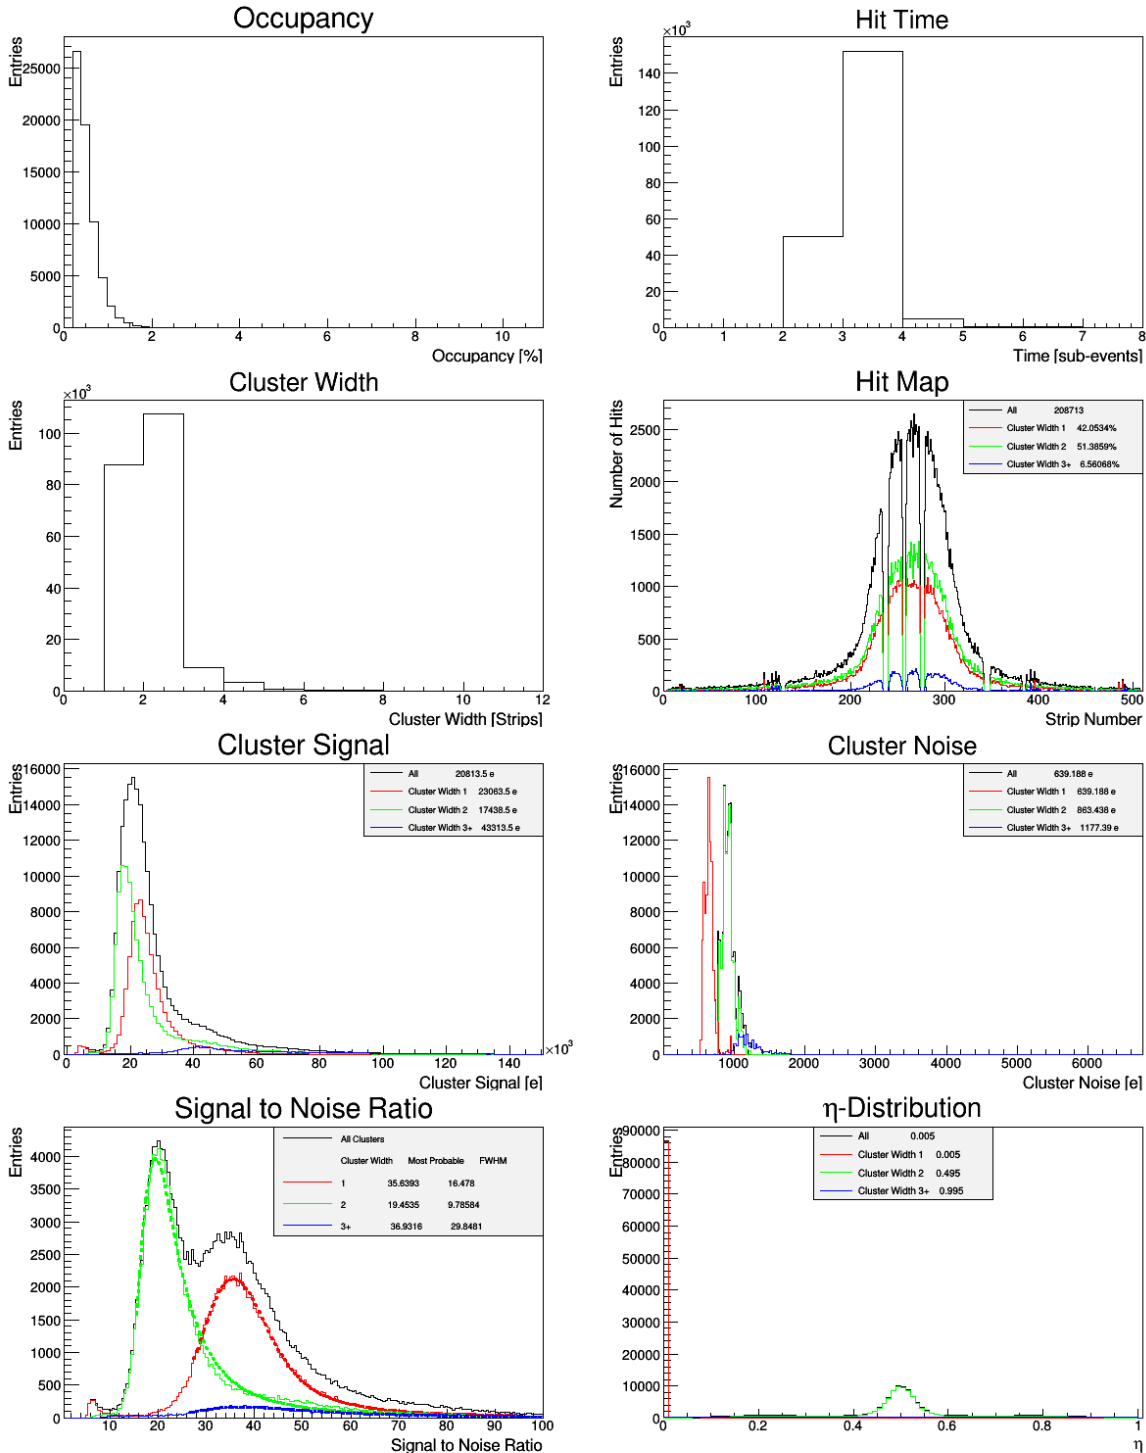 Occupancy
Entries
25000
20000
15000
10000
5000
0
0 2 4 6 8 10
Occupancy [%]
Hit Time
×10³
Entries
140
120
100
80
60
40
20
0
0 1 2 3 4 5 6 7 8
Time [sub-events]
Cluster Width
×10³
Entries
100
80
60
40
20
0
0 2 4 6 8 10 12
Cluster Width [Strips]
Hit Map
Number of Hits
2500
2000
1500
1000
500
0
0 100 200 300 400 500
Strip Number
All 208713
Cluster Width 1 42.0534%
Cluster Width 2 51.3859%
Cluster Width 3+ 6.56068%
Cluster Signal
Entries
16000
14000
12000
10000
8000
6000
4000
2000
0
0 20 40 60 80 100 120 140
×10³
Cluster Signal [e]
All 20813.5 e
Cluster Width 1 23063.5 e
Cluster Width 2 17438.5 e
Cluster Width 3+ 43313.5 e
Cluster Noise
Entries
16000
14000
12000
10000
8000
6000
4000
2000
0
1000 2000 3000 4000 5000 6000
Cluster Noise [e]
All 639.188 e
Cluster Width 1 639.188 e
Cluster Width 2 863.438 e
Cluster Width 3+ 1177.39 e
Signal to Noise Ratio
Entries
4000
3500
3000
2500
2000
1500
1000
500
0
10 20 30 40 50 60 70 80 90 100
Signal to Noise Ratio
All Clusters
Cluster Width Most Probable FWHM
1 35.6393 16.478
2 19.4535 9.78584
3+ 36.9316 29.8481
η-Distribution
Entries
90000
80000
70000
60000
50000
40000
30000
20000
10000
0
0 0.2 0.4 0.6 0.8 1
η
All 0.005
Cluster Width 1 0.005
Cluster Width 2 0.495
Cluster Width 3+ 0.995